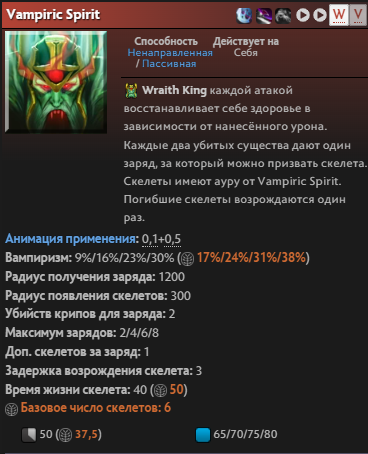 Vampiric Spirit W V
Способность Действует на
Ненаправленная Себя
/ Пассивная
Wraith King каждой атакой
восстанавливает себе здоровье в
зависимости от нанесённого урона.
Каждые два убитых существа дают один
заряд, за который можно призвать скелета.
Скелеты имеют ауру от Vampiric Spirit.
Погибшие скелеты возрождаются один
раз.
Анимация применения: 0,1+0,5
Вампиризм: 9%/16%/23%/30% (17%/24%/31%/38%)
Радиус получения заряда: 1200
Радиус появления скелетов: 300
Убийств крипов для заряда: 2
Максимум зарядов: 2/4/6/8
Доп. скелетов за заряд: 1
Задержка возрождения скелета: 3
Время жизни скелета: 40 (50)
Базовое число скелетов: 6
50 (37,5) 65/70/75/80